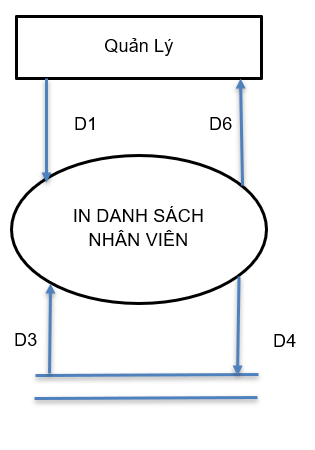 Quản Lý
D1
D6
IN DANH SÁCH
NHÂN VIÊN
D3
D4